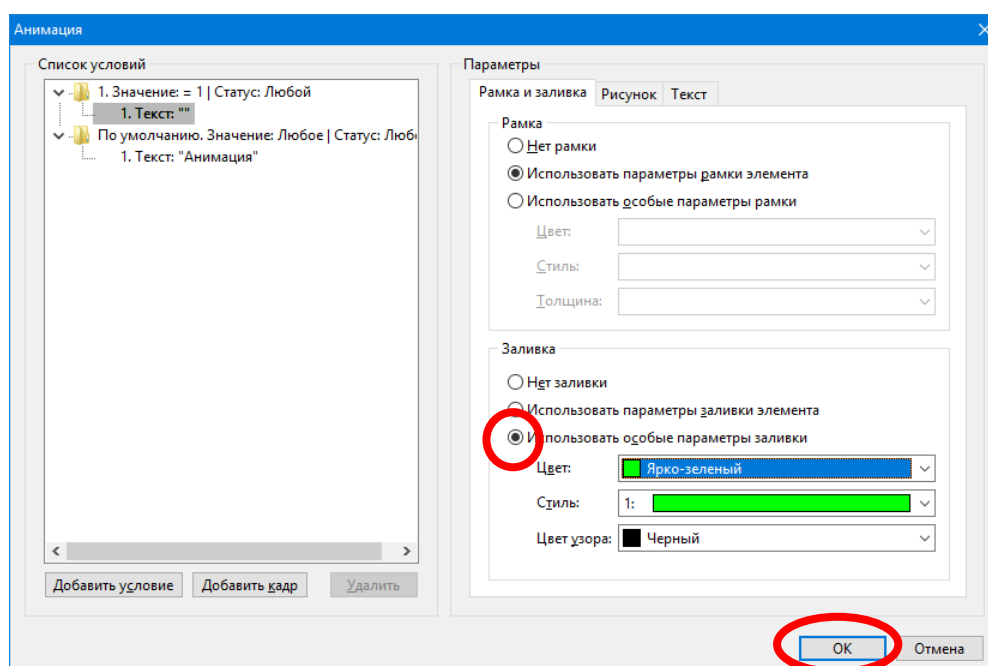 Анимация
Список условий
1. Значение: = 1 | Статус: Любой
1. Текст: ""
По умолчанию. Значение: Любое | Статус: Любо
1. Текст: "Анимация"
Добавить условие Добавить кадр Удалить
Параметры
Рамка и заливка Рисунок Текст
Рамка
Нет рамки
Использовать параметры рамки элемента
Использовать особые параметры рамки
Цвет:
Стиль:
Толщина:
Заливка
Нет заливки
Использовать параметры заливки элемента
Использовать особые параметры заливки
Цвет: Ярко-зеленый
Стиль: 1:
Цвет узора: Черный
ОК Отмена